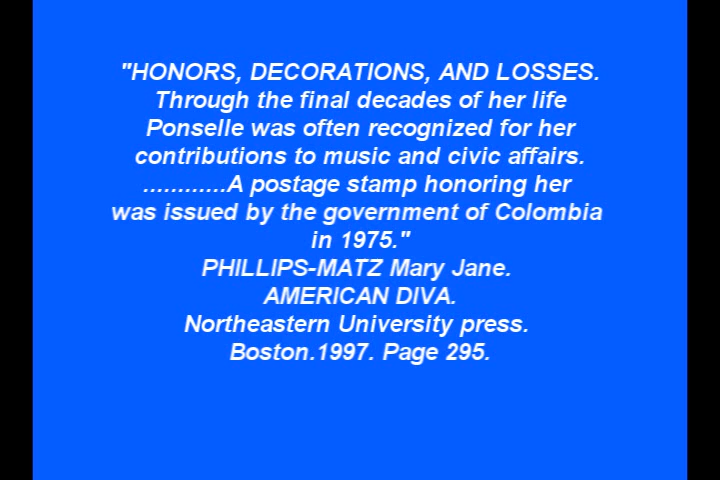 "HONORS, DECORATIONS, AND LOSSES.
Through the final decades of her life
Ponselle was often recognized for her
contributions to music and civic affairs.
............A postage stamp honoring her
was issued by the government of Colombia
in 1975."
PHILLIPS-MATZ Mary Jane.
AMERICAN DIVA.
Northeastern University press.
Boston.1997. Page 295.